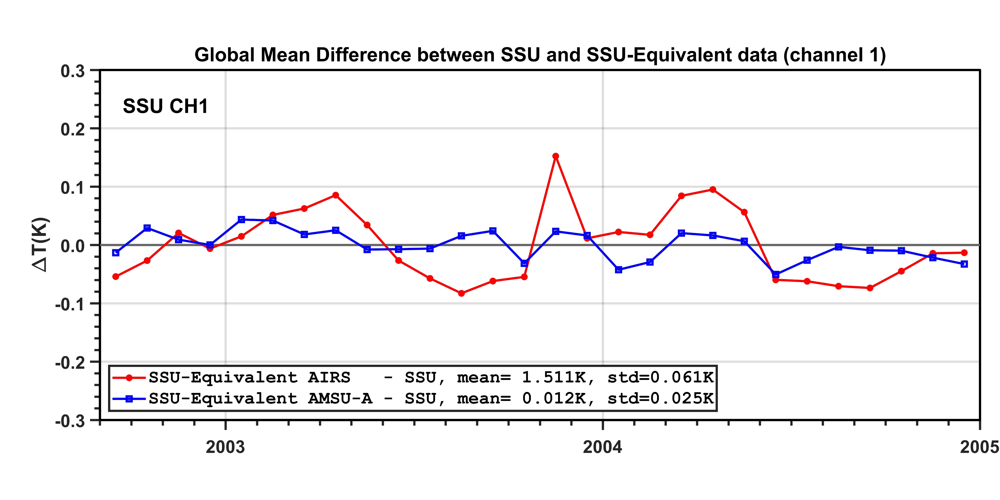 Global Mean Difference between SSU and SSU-Equivalent data (channel 1)
0.3
SSU CH1
0.2
0.1
ΔT(K)
0.0
-0.1
-0.2
SSU-Equivalent AIRS   - SSU, mean= 1.511K, std=0.061K
SSU-Equivalent AMSU-A - SSU, mean= 0.012K, std=0.025K
-0.3
2003 2004 2005